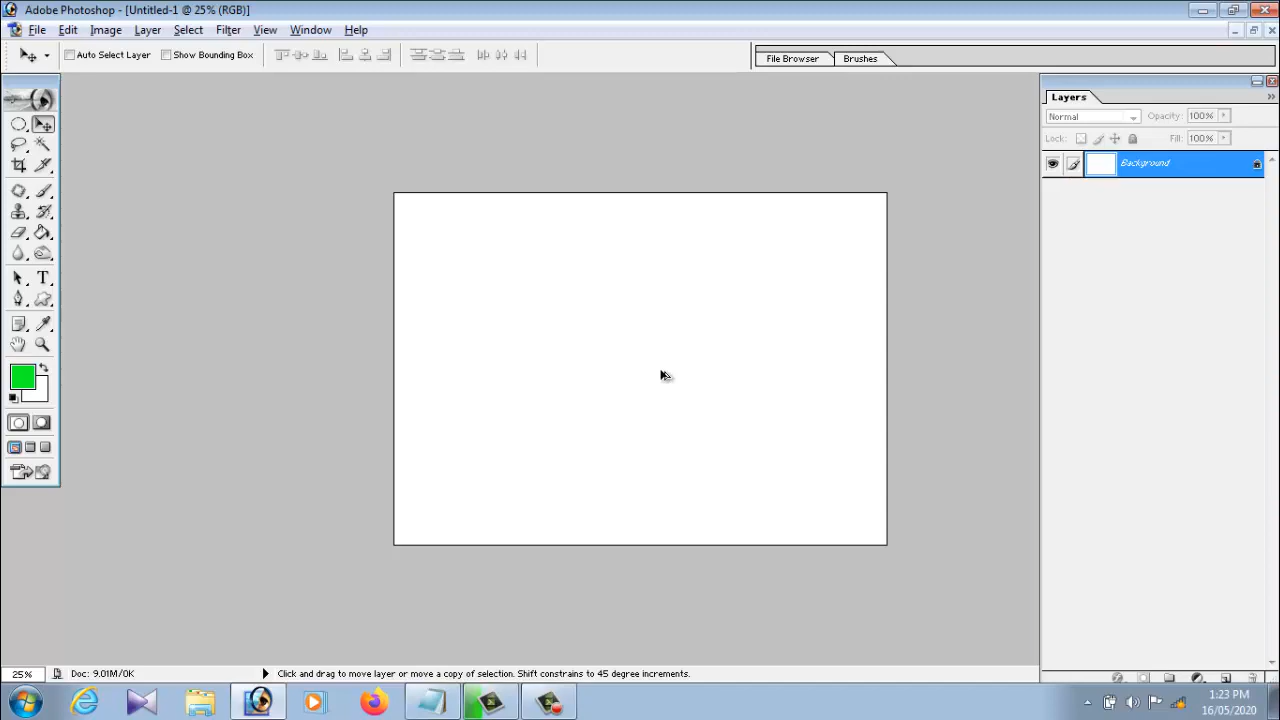 Adobe Photoshop - [Untitled-1 @ 25% (RGB)]
File Edit Image Layer Select Filter View Window Help
Auto Select Layer Show Bounding Box File Browser Brushes
Layers
Normal Opacity: 100%
Lock: Fill: 100%
Background
T
25% Doc: 9.01M/0K Click and drag to move layer or move a copy of selection. Shift constrains to 45 degree increments.
1:23 PM
16/05/2020